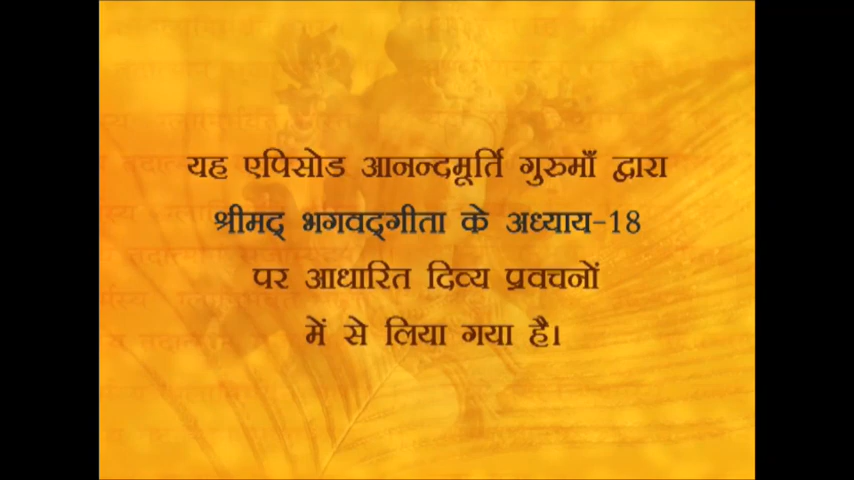 यह एपिसोड आनन्दमूर्ति गुरुमाँ द्वारा
श्रीमद् भगवद्गीता के अध्याय-18
पर आधारित दिव्य प्रवचनों
में से लिया गया है।